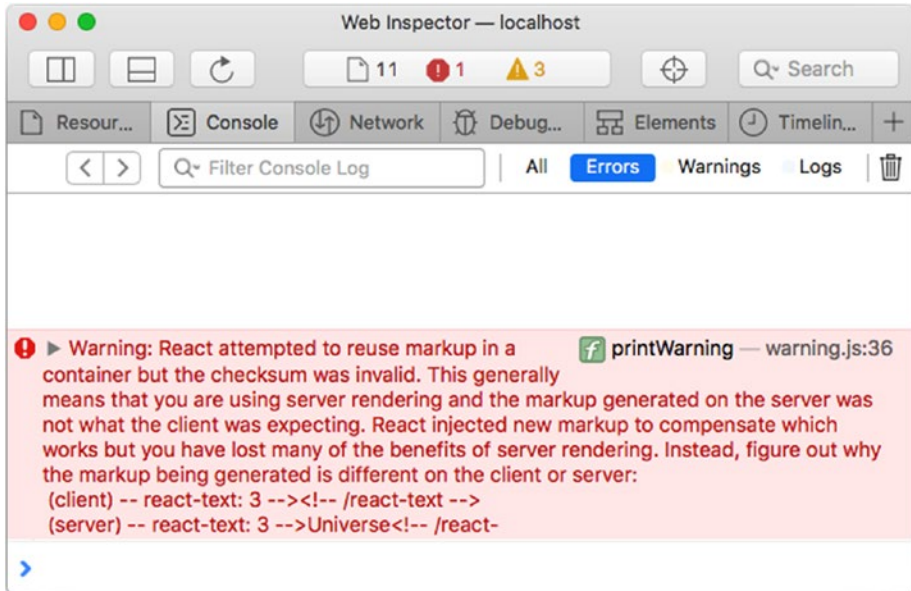 Web Inspector — localhost
11 1 3 Search
Resour... Console Network Debug... Elements Timelin... +
Filter Console Log All Errors Warnings Logs
Warning: React attempted to reuse markup in a f printWarning — warning.js:36
container but the checksum was invalid. This generally
means that you are using server rendering and the markup generated on the server was
not what the client was expecting. React injected new markup to compensate which
works but you have lost many of the benefits of server rendering. Instead, figure out why
the markup being generated is different on the client or server:
(client) -- react-text: 3 --><!-- /react-text -->
(server) -- react-text: 3 -->Universe<!-- /react-